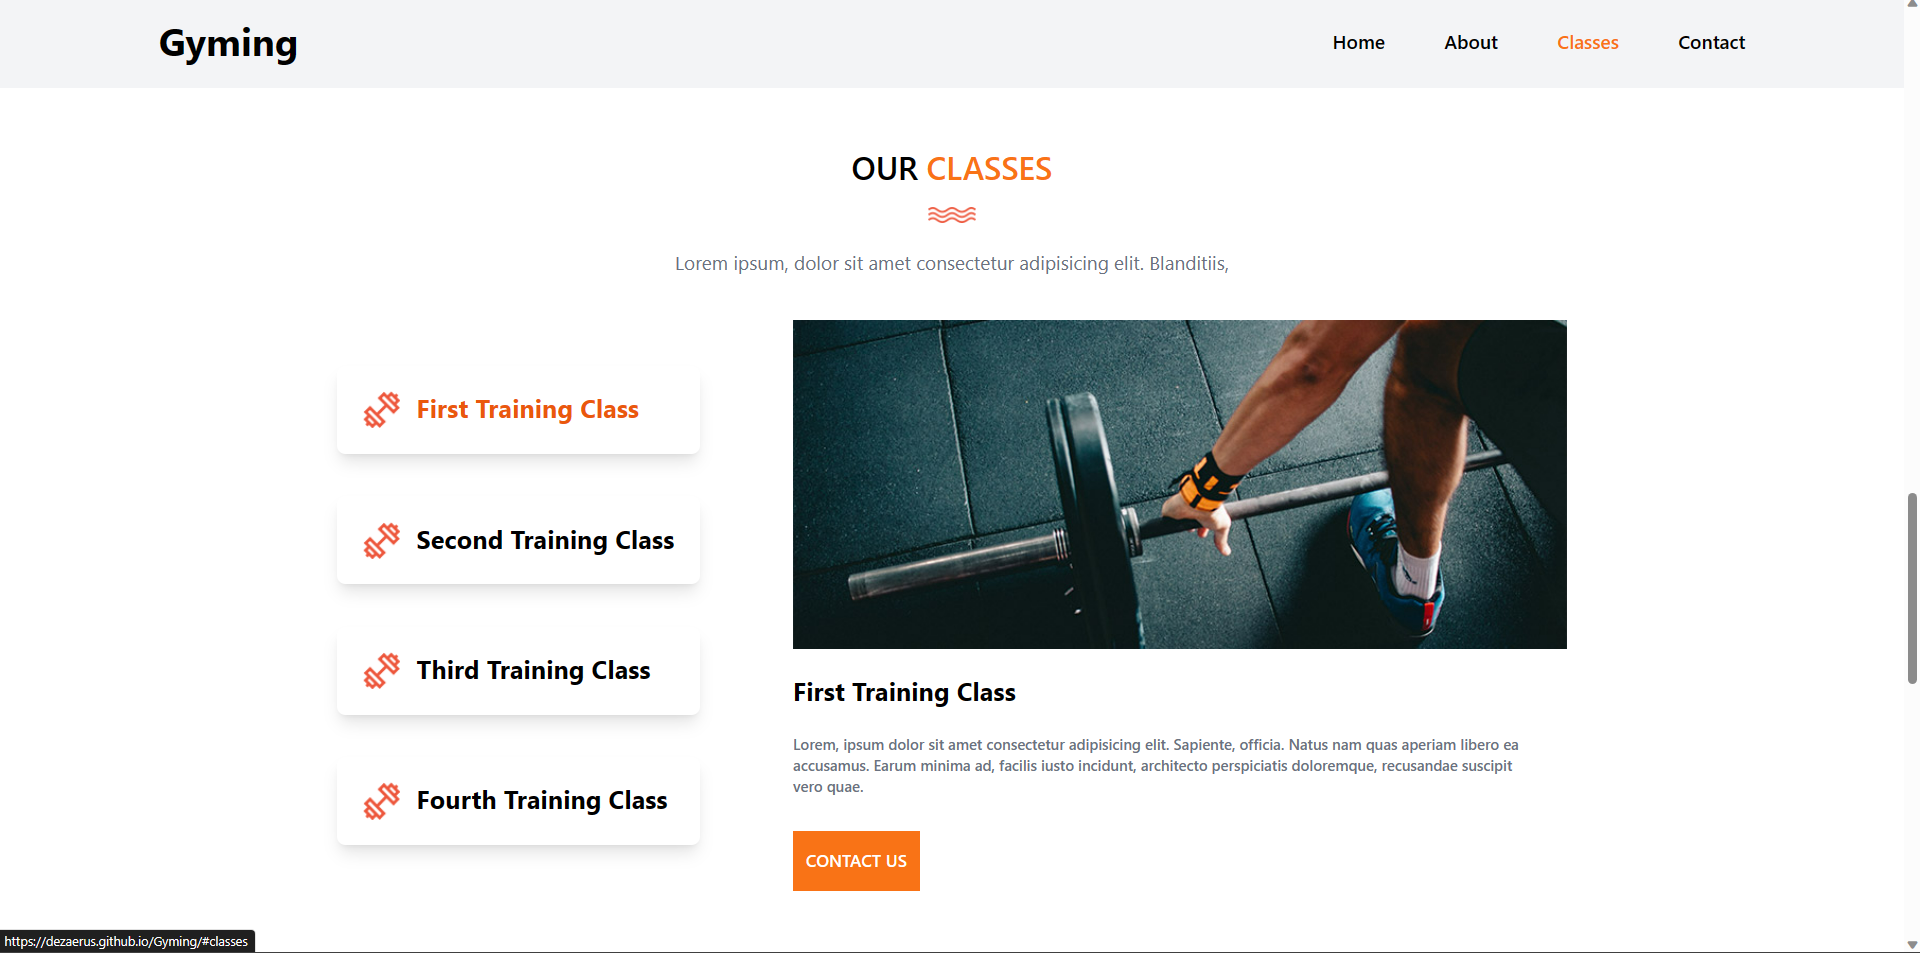 Gyming
Home About Classes Contact
OUR CLASSES
Lorem ipsum, dolor sit amet consectetur adipisicing elit. Blanditiis,
First Training Class
Second Training Class
Third Training Class
Fourth Training Class
First Training Class
Lorem, ipsum dolor sit amet consectetur adipisicing elit. Sapiente, officia. Natus nam quas aperiam libero ea
accusamus. Earum minima ad, facilis iusto incidunt, architecto perspiciatis doloremque, recusandae suscipit
vero quae.
CONTACT US
https://dezaerus.github.io/Gyming/#classes